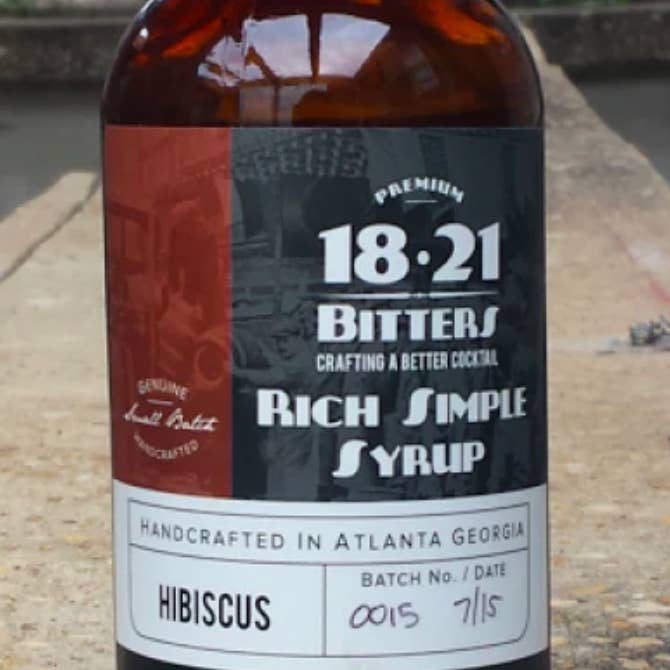 PREMIUM
18·21
BITTERS
CRAFTING A BETTER COCKTAIL
RICH SIMPLE
SYRUP
GENUINE
Small Batch
HANDCRAFTED
HANDCRAFTED IN ATLANTA GEORGIA
HIBISCUS
BATCH No. / DATE
0015 7/15